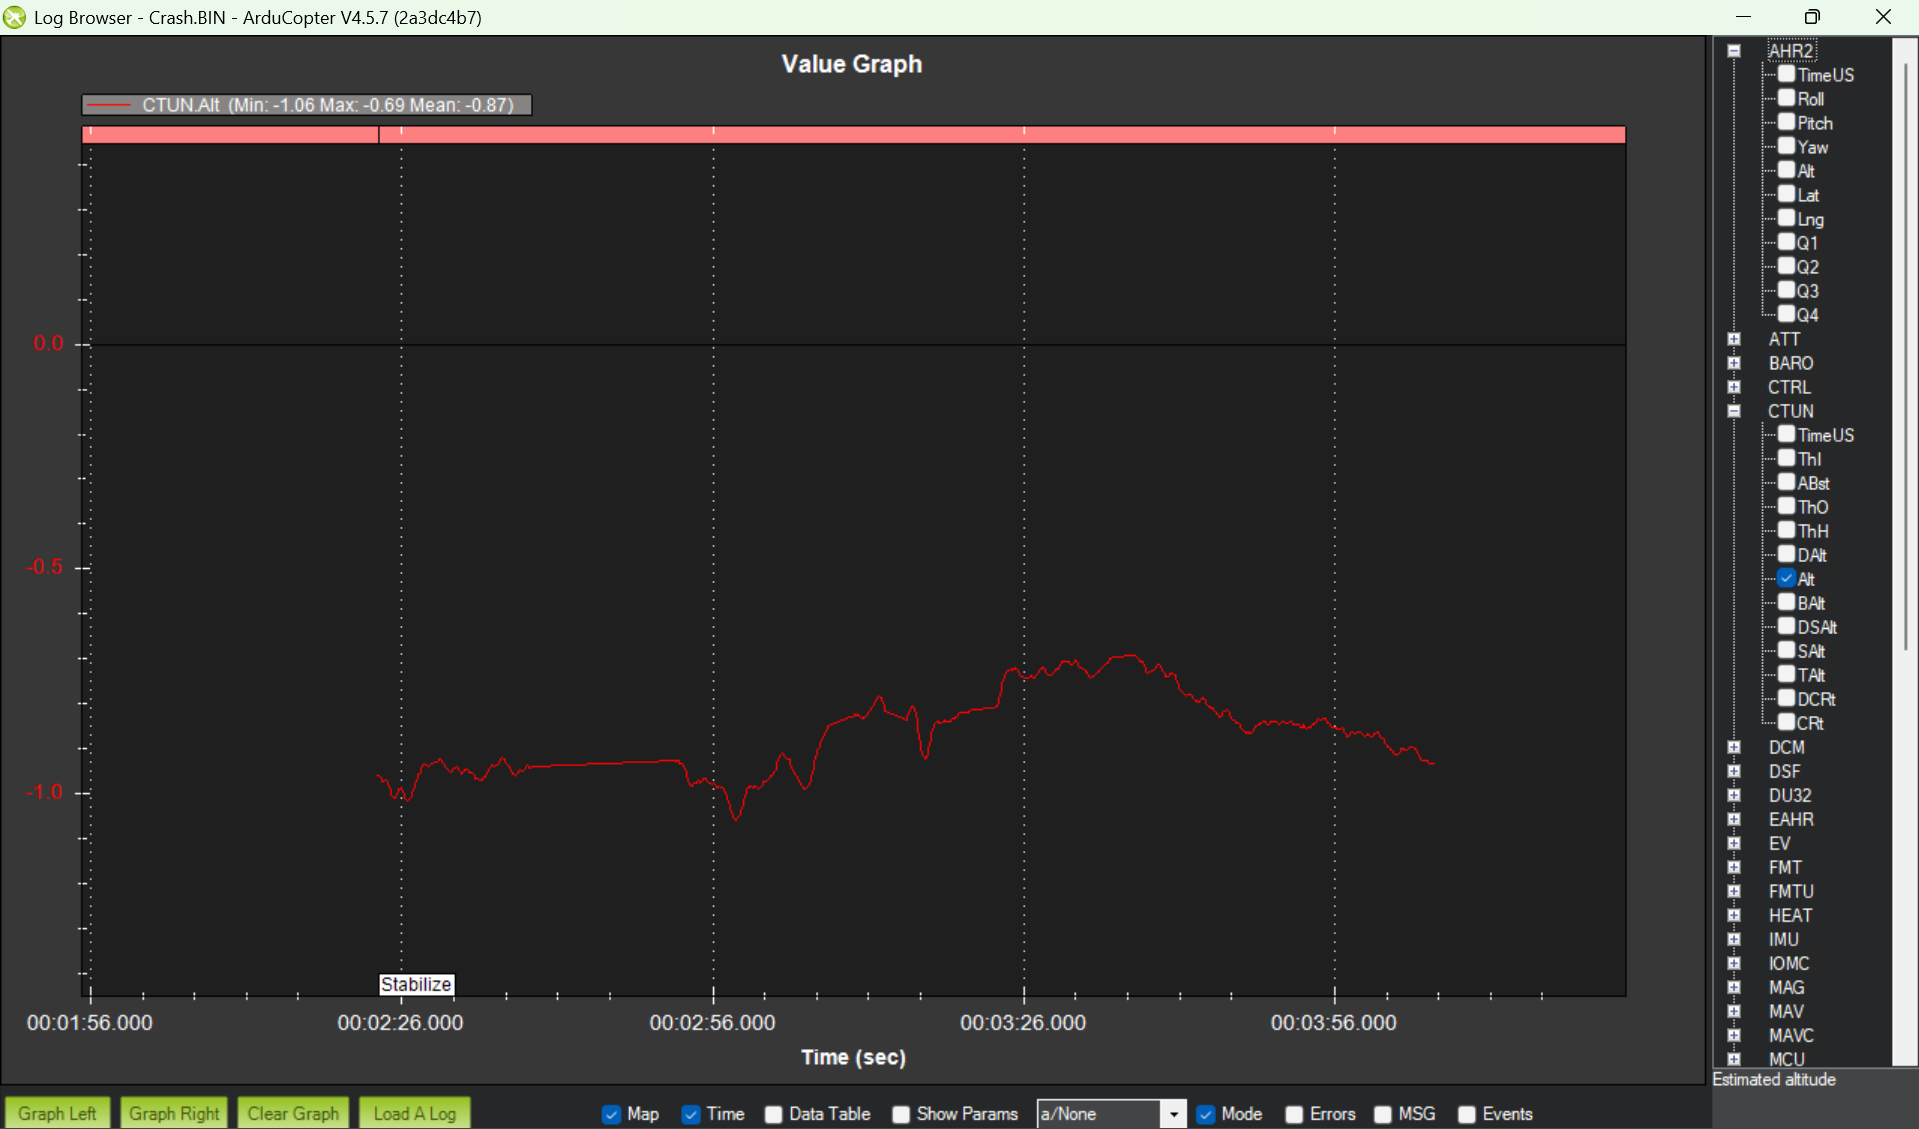 Log Browser - Crash.BIN - ArduCopter V4.5.7 (2a3dc4b7)
Value Graph
CTUN.Alt (Min: -1.06 Max: -0.69 Mean: -0.87)
0.0
-0.5
-1.0
Stabilize
00:01:56.000 00:02:26.000 00:02:56.000 00:03:26.000 00:03:56.000
Time (sec)
AHR2
TimeUS
Roll
Pitch
Yaw
Alt
Lat
Lng
Q1
Q2
Q3
Q4
ATT
BARO
CTRL
CTUN
TimeUS
ThI
ABst
ThO
ThH
DAlt
Alt
BAlt
DSAlt
SAlt
TAlt
DCRt
CRt
DCM
DSF
DU32
EAHR
EV
FMT
FMTU
HEAT
IMU
IOMC
MAG
MAV
MAVC
MCU
Estimated altitude
Graph Left Graph Right Clear Graph Load A Log Map Time Data Table Show Params a/None Mode Errors MSG Events